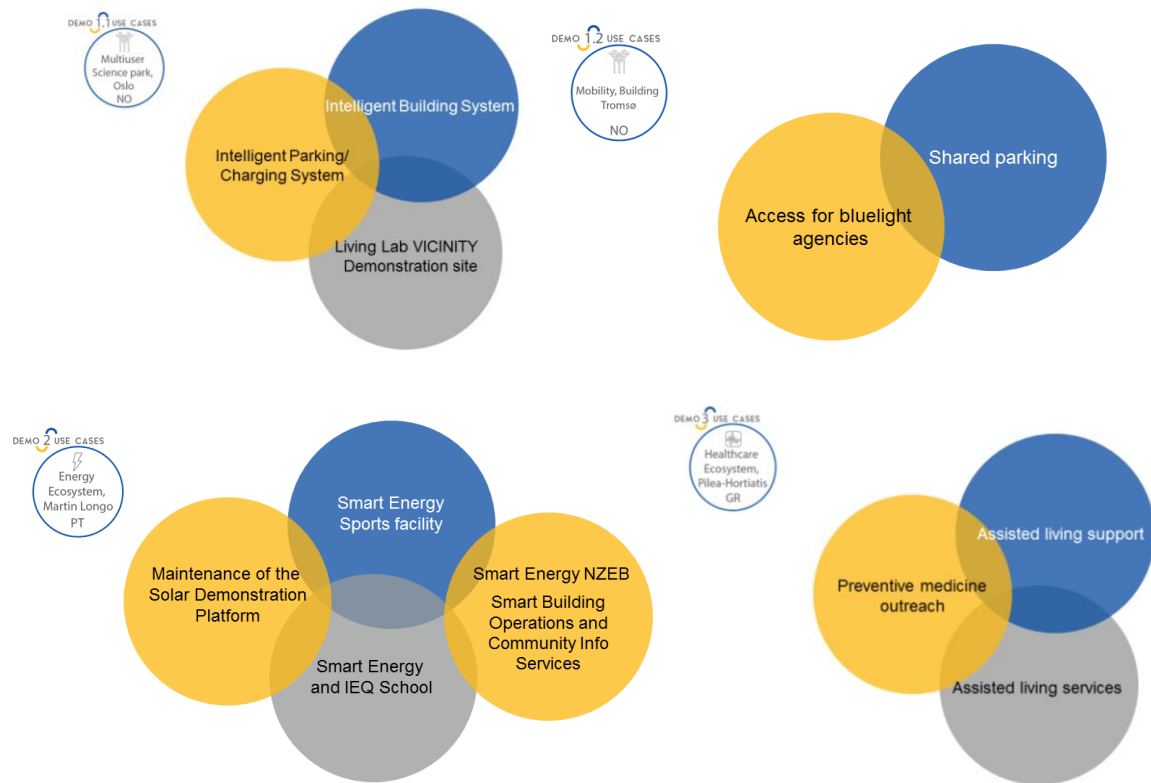 DEMO 1.1 USE CASES
Multiuser
Science park,
Oslo
NO
Intelligent Building System
Intelligent Parking/
Charging System
Living Lab VICINITY
Demonstration site
DEMO 1.2 USE CASES
Mobility, Building
Tromsø
NO
Shared parking
Access for bluelight
agencies
DEMO 2 USE CASES
Energy
Ecosystem,
Martin Longo
PT
Smart Energy
Sports facility
Maintenance of the
Solar Demonstration
Platform
Smart Energy NZEB
Smart Building
Operations and
Community Info
Services
Smart Energy
and IEQ School
DEMO 3 USE CASES
Healthcare
Ecosystem,
Pilea-Hortiatis
GR
Assisted living support
Preventive medicine
outreach
Assisted living services